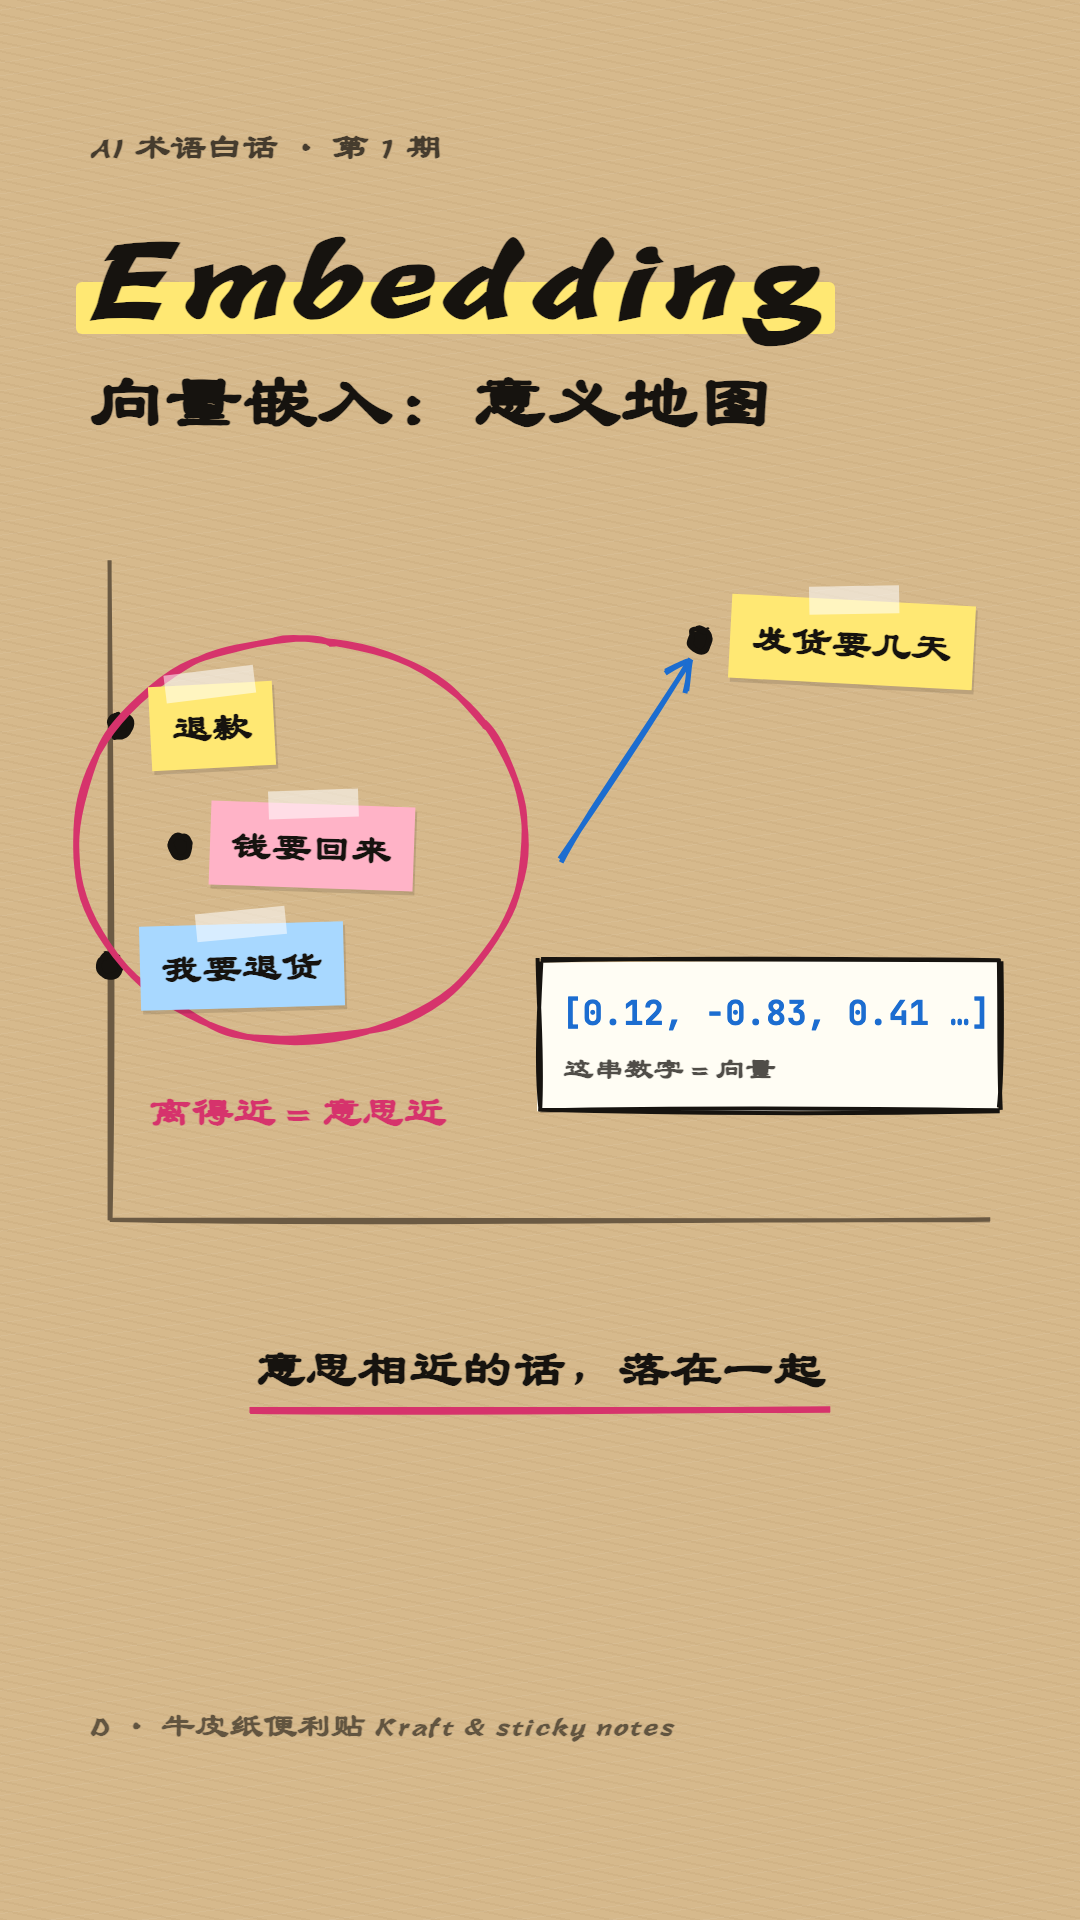 AI 术语白话 · 第 1 期
Embedding
向量嵌入：意义地图
发货要几天
退款
钱要回来
我要退货
[0.12, -0.83, 0.41 …]
这串数字 = 向量
离得近 = 意思近
意思相近的话，落在一起
D · 牛皮纸便利贴 Kraft & sticky notes